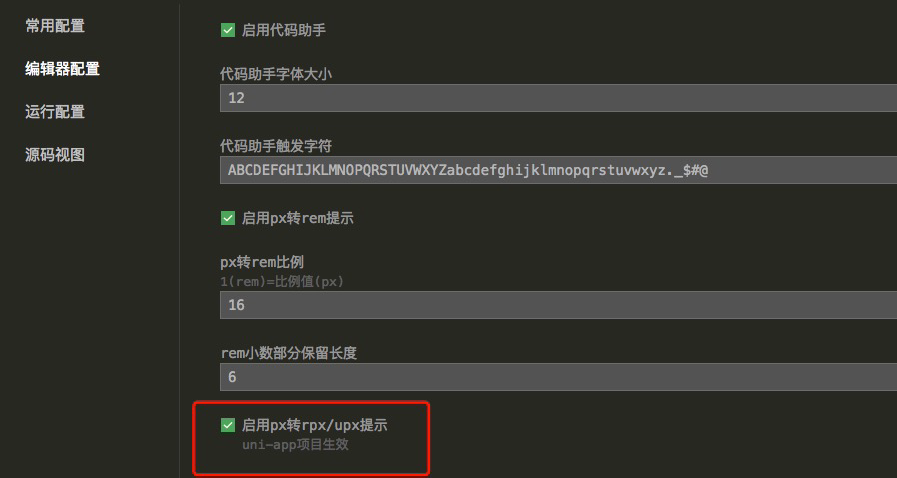 常用配置
编辑器配置
运行配置
源码视图
启用代码助手
代码助手字体大小
12
代码助手触发字符
ABCDEFGHIJKLMNOPQRSTUVWXYZabcdefghijklmnopqrstuvwxyz._$#@
启用px转rem提示
px转rem比例
1(rem)=比例值(px)
16
rem小数部分保留长度
6
启用px转rpx/upx提示
uni-app项目生效